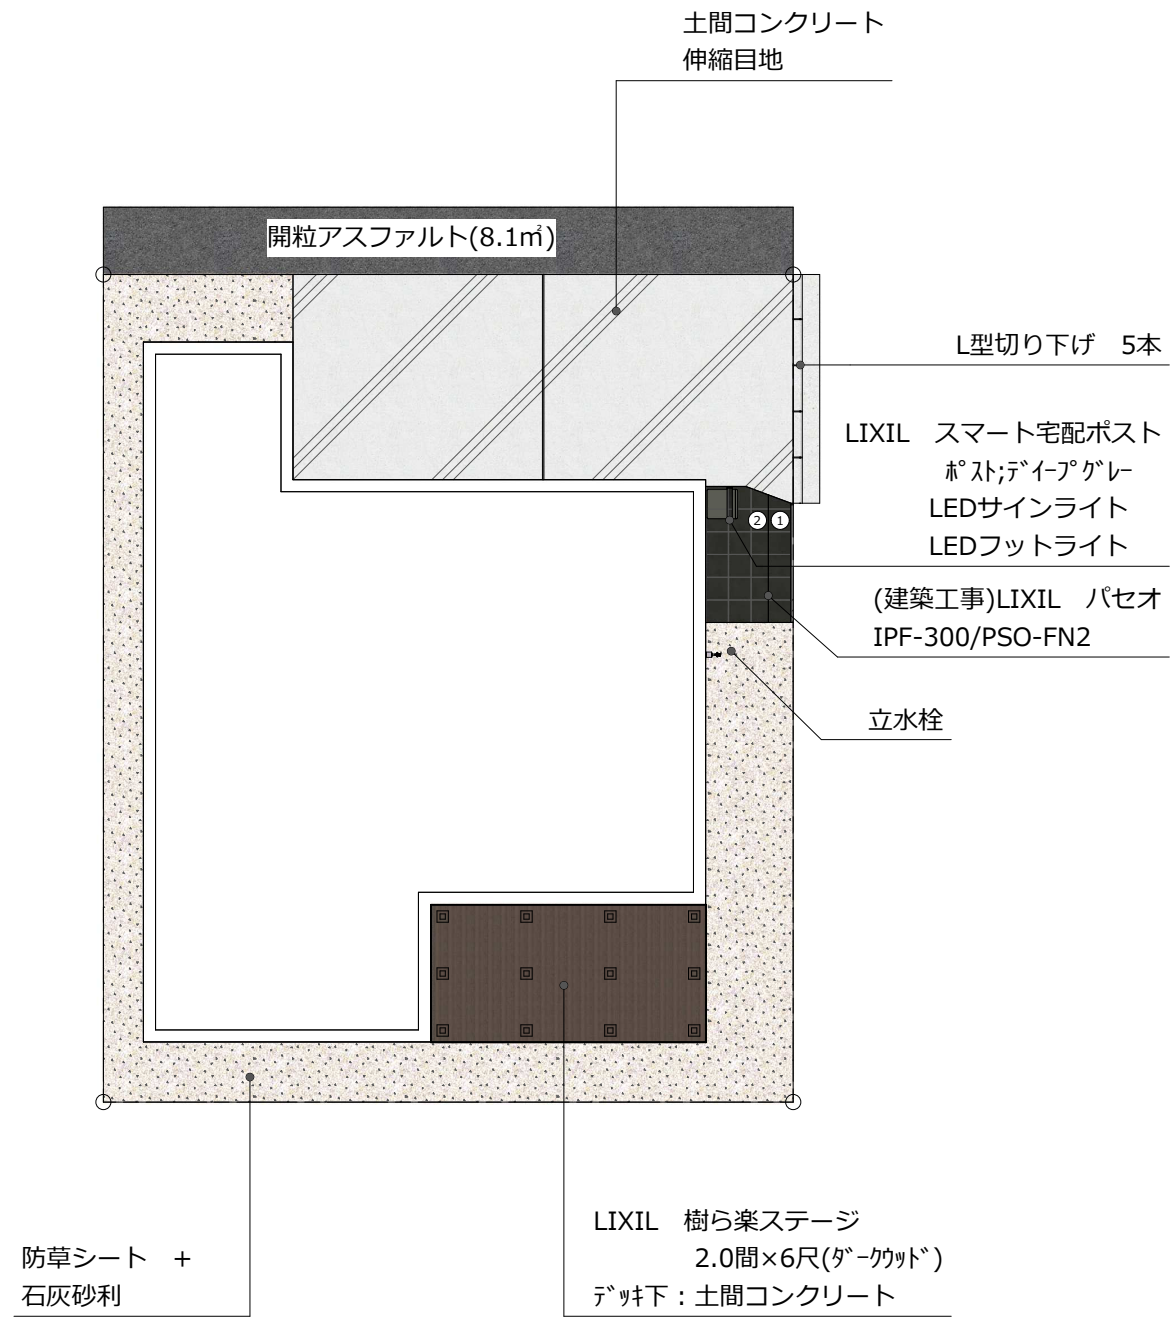 土間コンクリート
伸縮目地
開粒アスファルト(8.1㎡)
L型切り下げ　5本
LIXIL　スマート宅配ポスト
ﾎﾟｽﾄ;ﾃﾞｲｰﾌﾟｸﾞﾚｰ
LEDサインライト
LEDフットライト
② ①
(建築工事)LIXIL　パセオ
IPF-300/PSO-FN2
立水栓
LIXIL　樹ら楽ステージ
2.0間×6尺(ﾀﾞｰｸｳｯﾄﾞ)
ﾃﾞｯｷ下：土間コンクリート
防草シート　+
石灰砂利